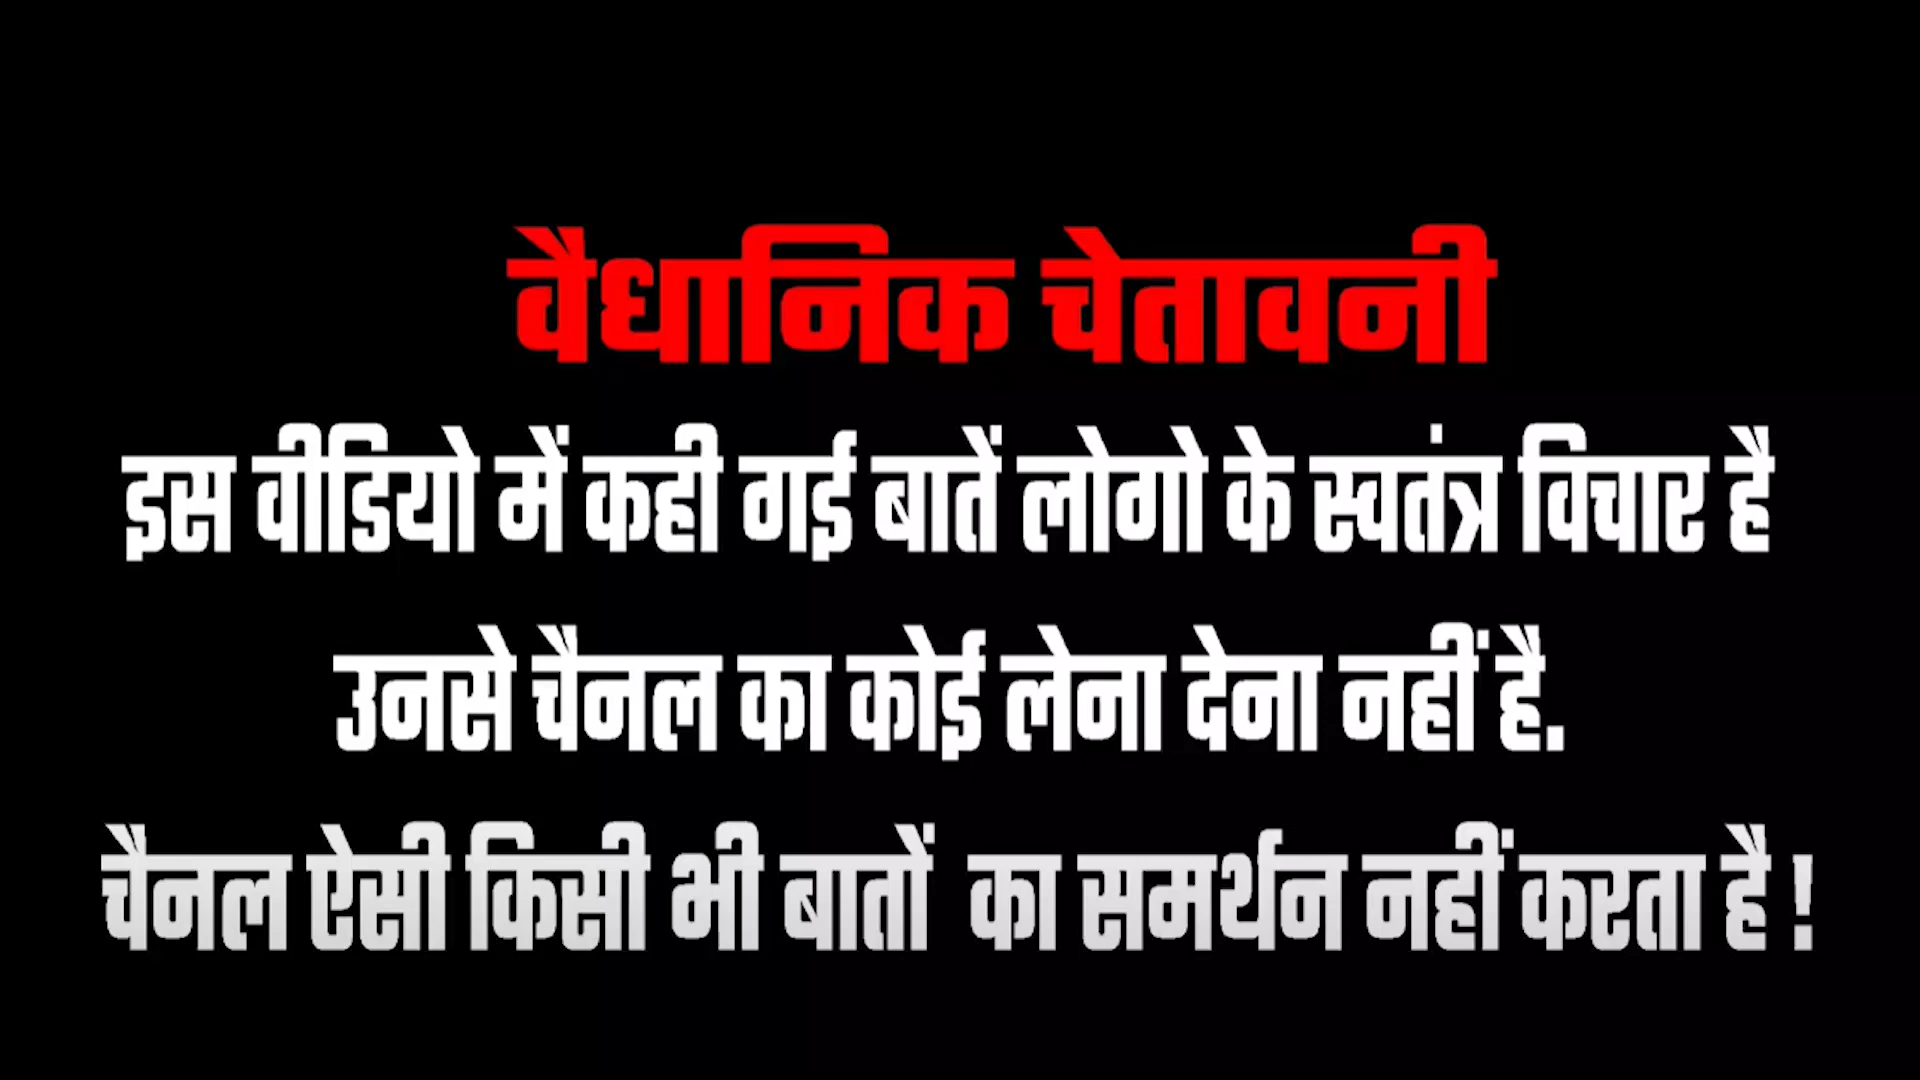 वैधानिक चेतावनी
इस वीडियो में कही गई बातें लोगो के स्वतंत्र विचार है
उनसे चैनल का कोई लेना देना नहीं है.
चैनल ऐसी किसी भी बातों का समर्थन नहीं करता है !